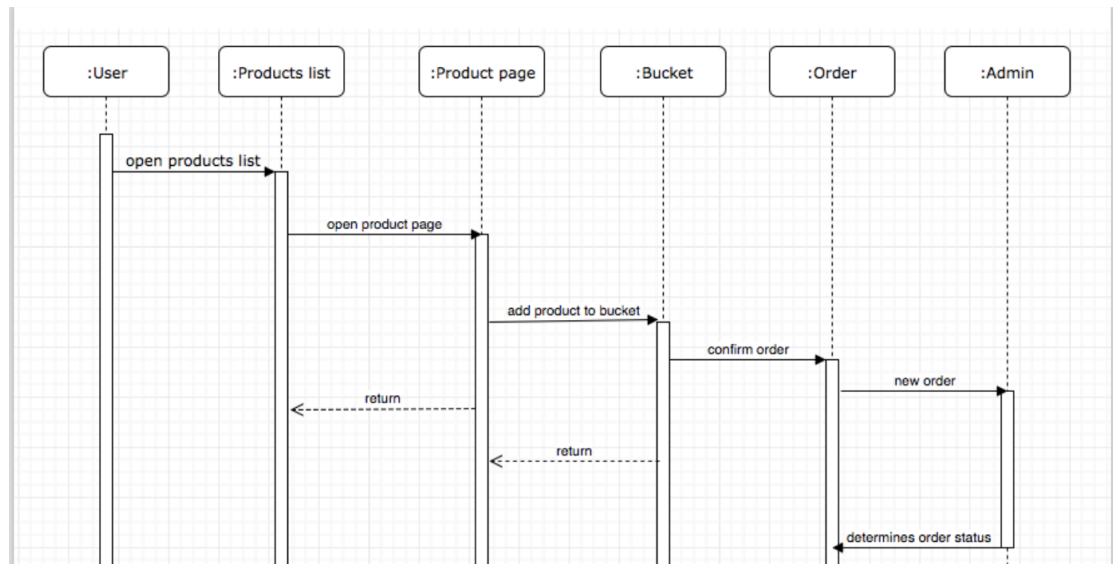 :User
:Products list
:Product page
:Bucket
:Order
:Admin
open products list
open product page
add product to bucket
confirm order
new order
return
return
determines order status